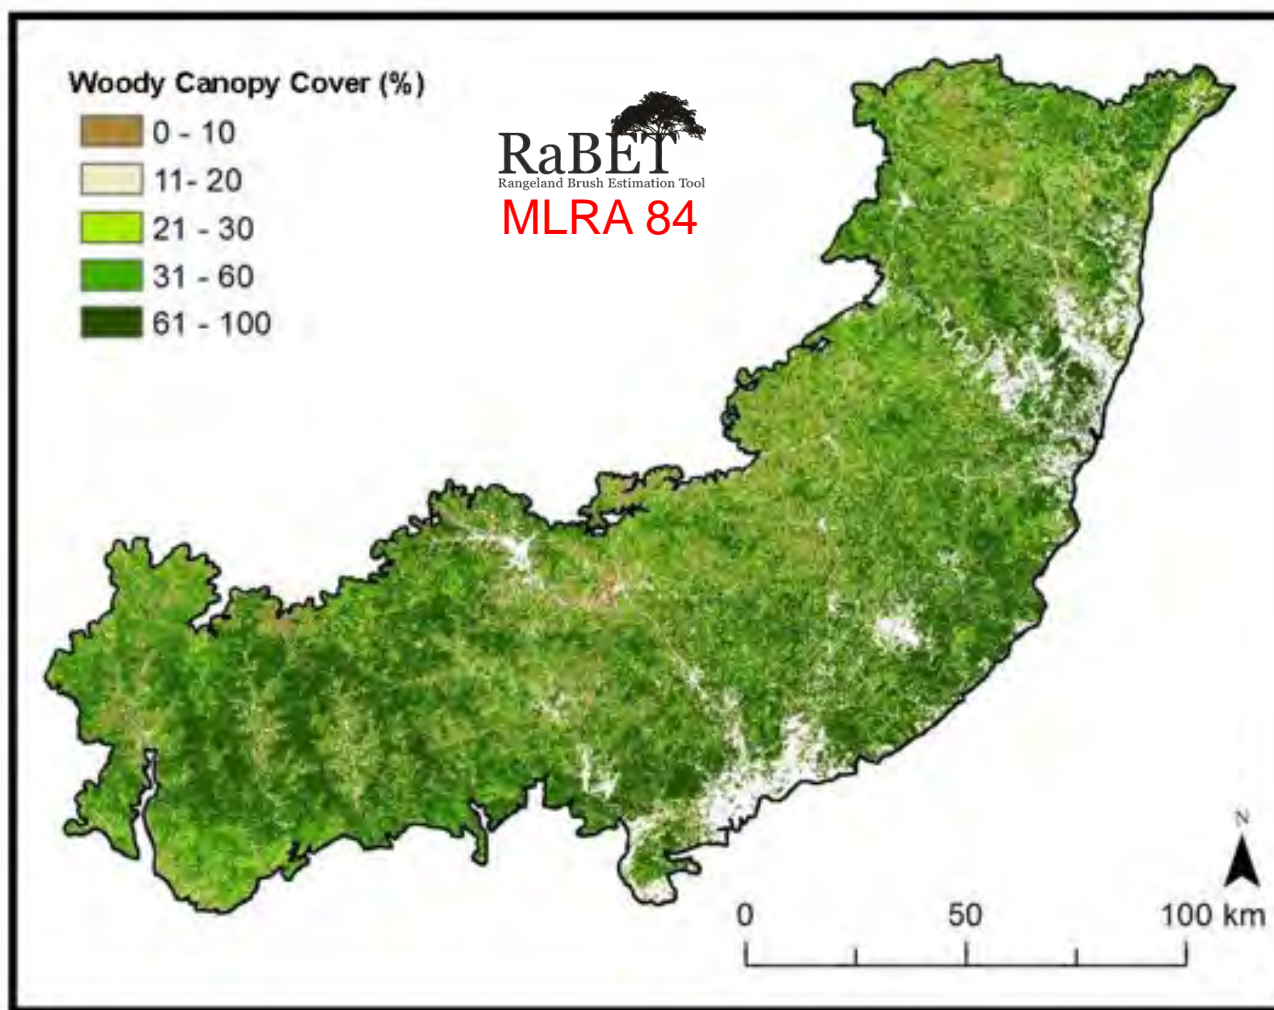 Woody Canopy Cover (%)
0 - 10
11- 20
21 - 30
31 - 60
61 - 100
RaBET
Rangeland Brush Estimation Tool
MLRA 84
N
0 50 100 km